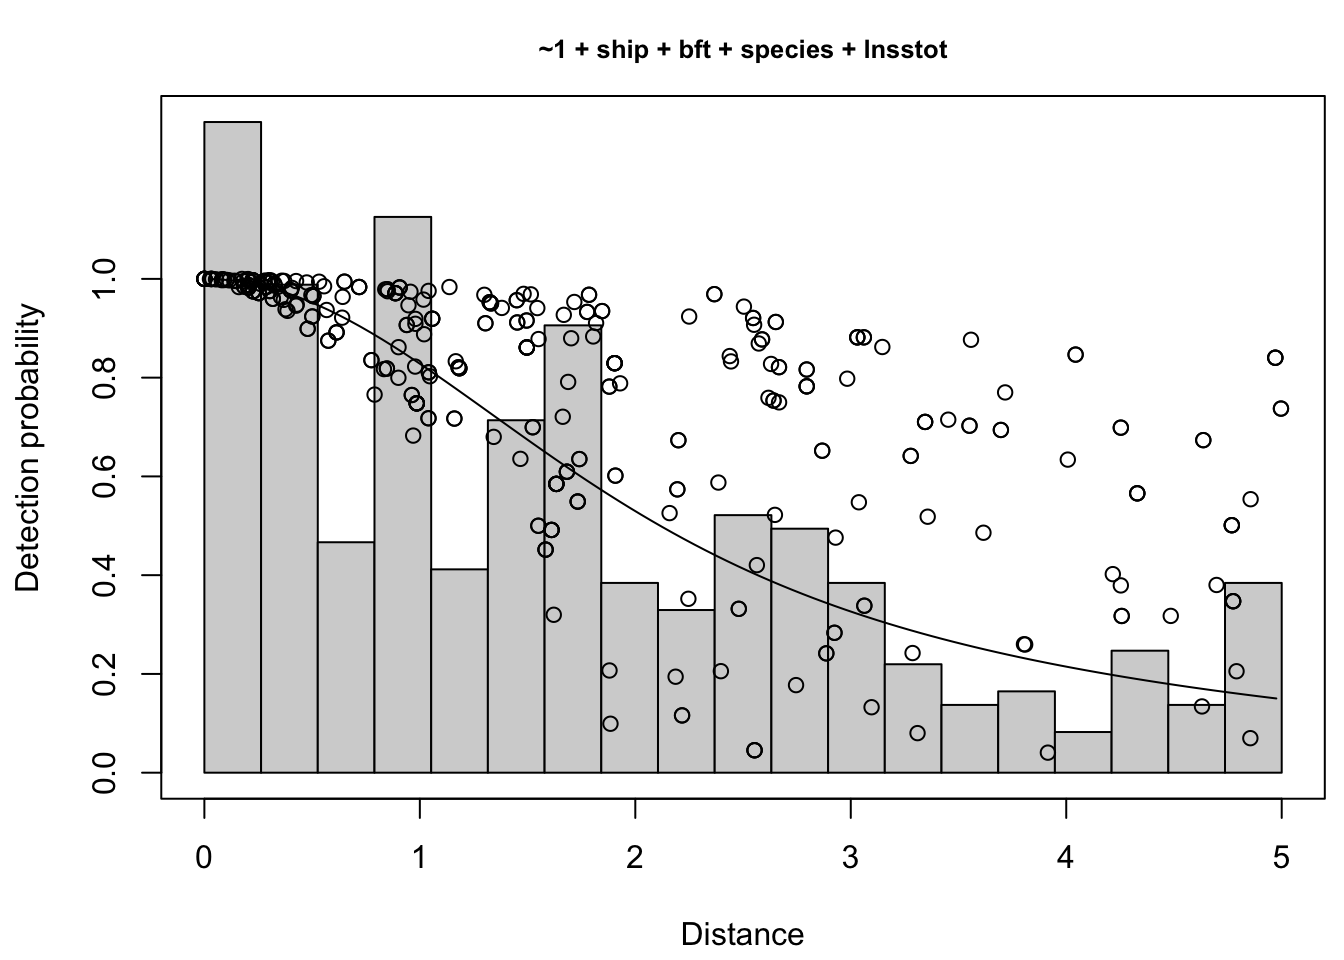 ~1 + ship + bft + species + lnsstot
Detection probability
1.0
0.8
0.6
0.4
0.2
0.0
0 1 2 3 4 5
Distance